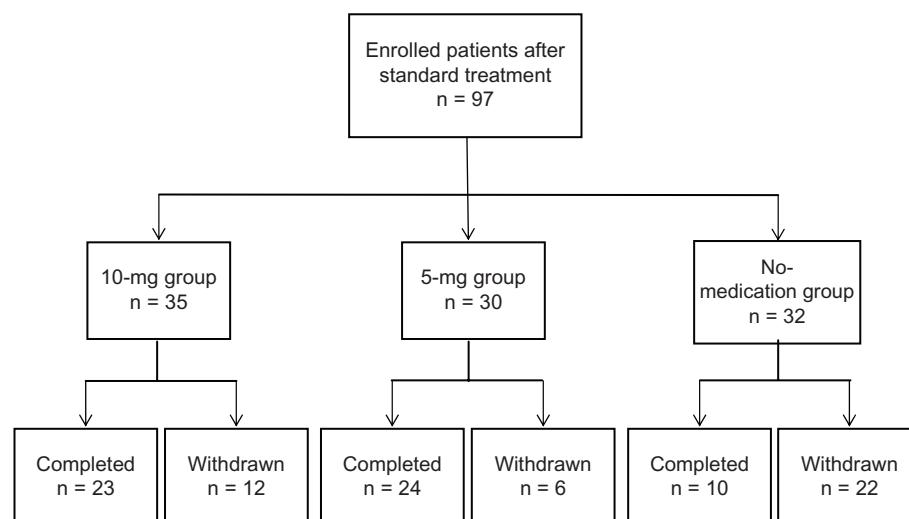 Enrolled patients after
standard treatment
n = 97
10-mg group
n = 35
5-mg group
n = 30
No-
medication group
n = 32
Completed
n = 23
Withdrawn
n = 12
Completed
n = 24
Withdrawn
n = 6
Completed
n = 10
Withdrawn
n = 22